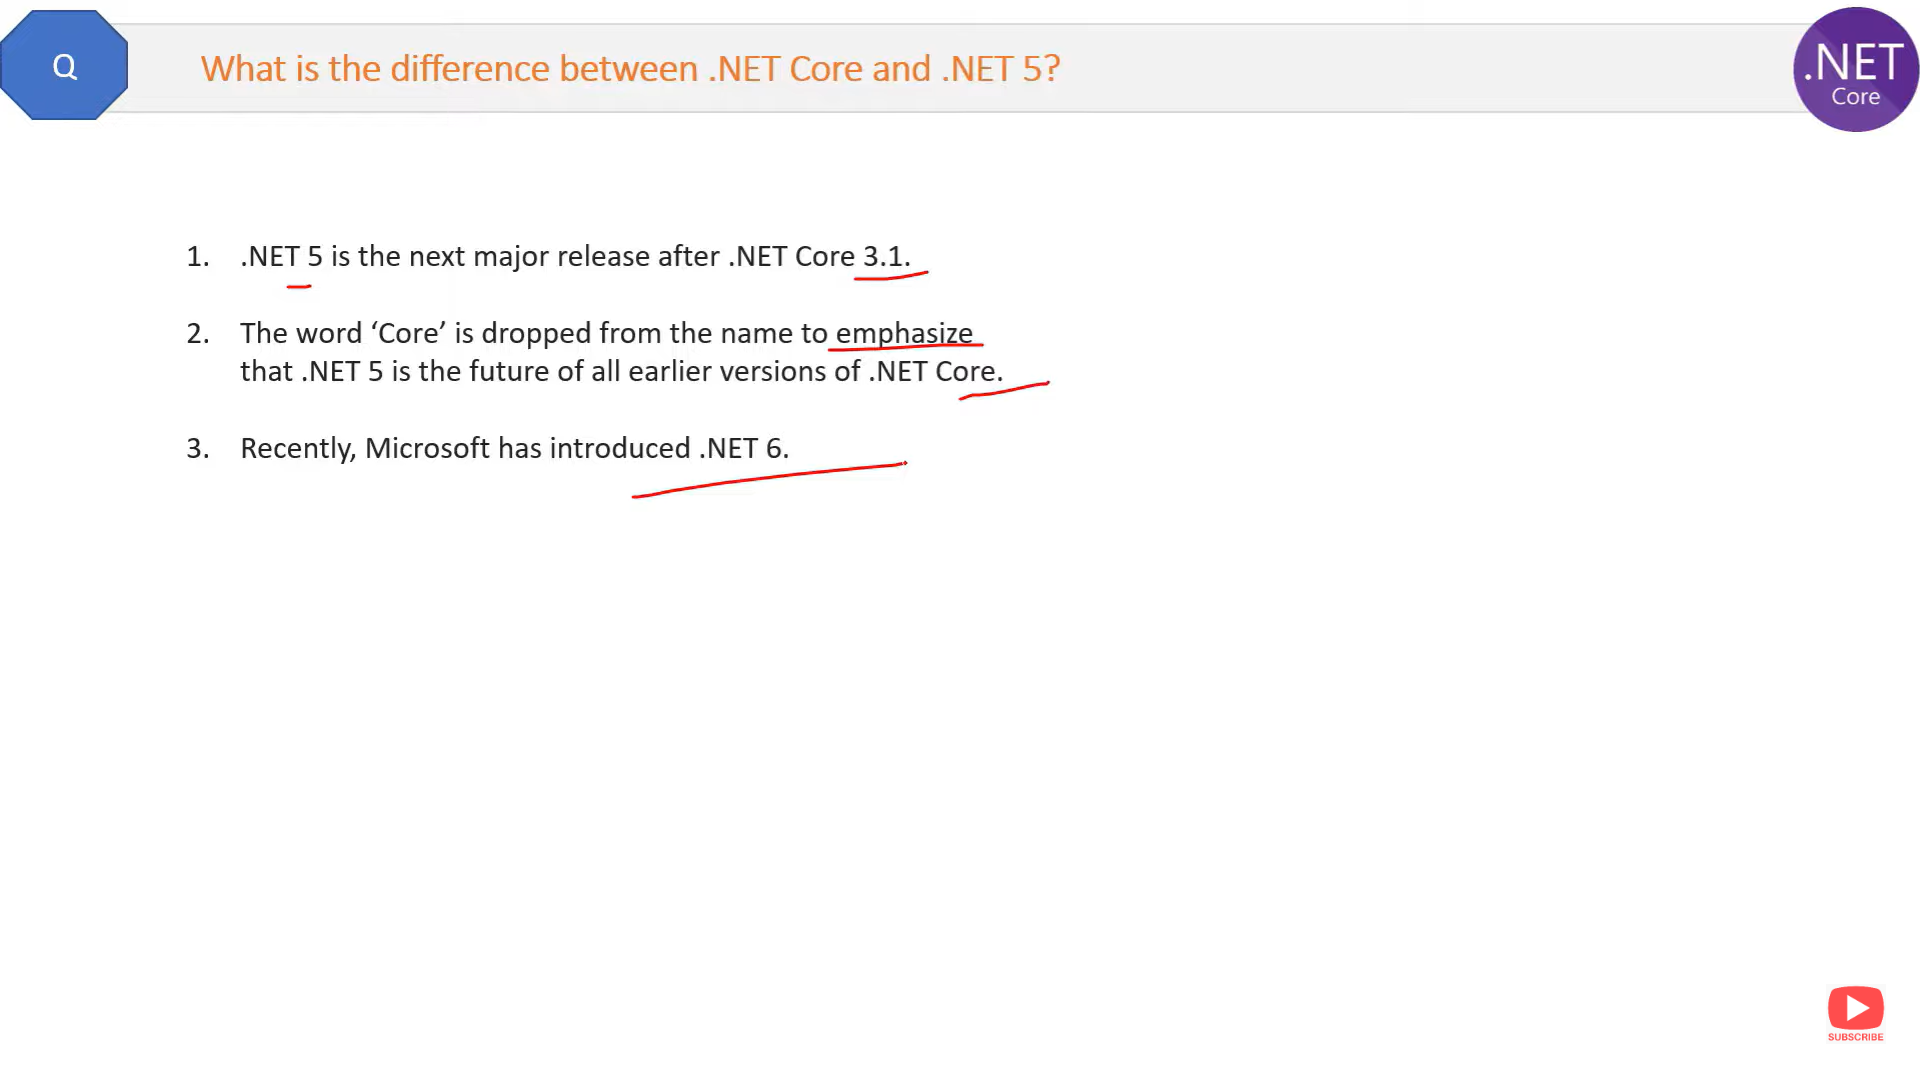 Q
What is the difference between .NET Core and .NET 5?
.NET
Core
1. .NET 5 is the next major release after .NET Core 3.1.
2. The word ‘Core’ is dropped from the name to emphasize
that .NET 5 is the future of all earlier versions of .NET Core.
3. Recently, Microsoft has introduced .NET 6.
SUBSCRIBE